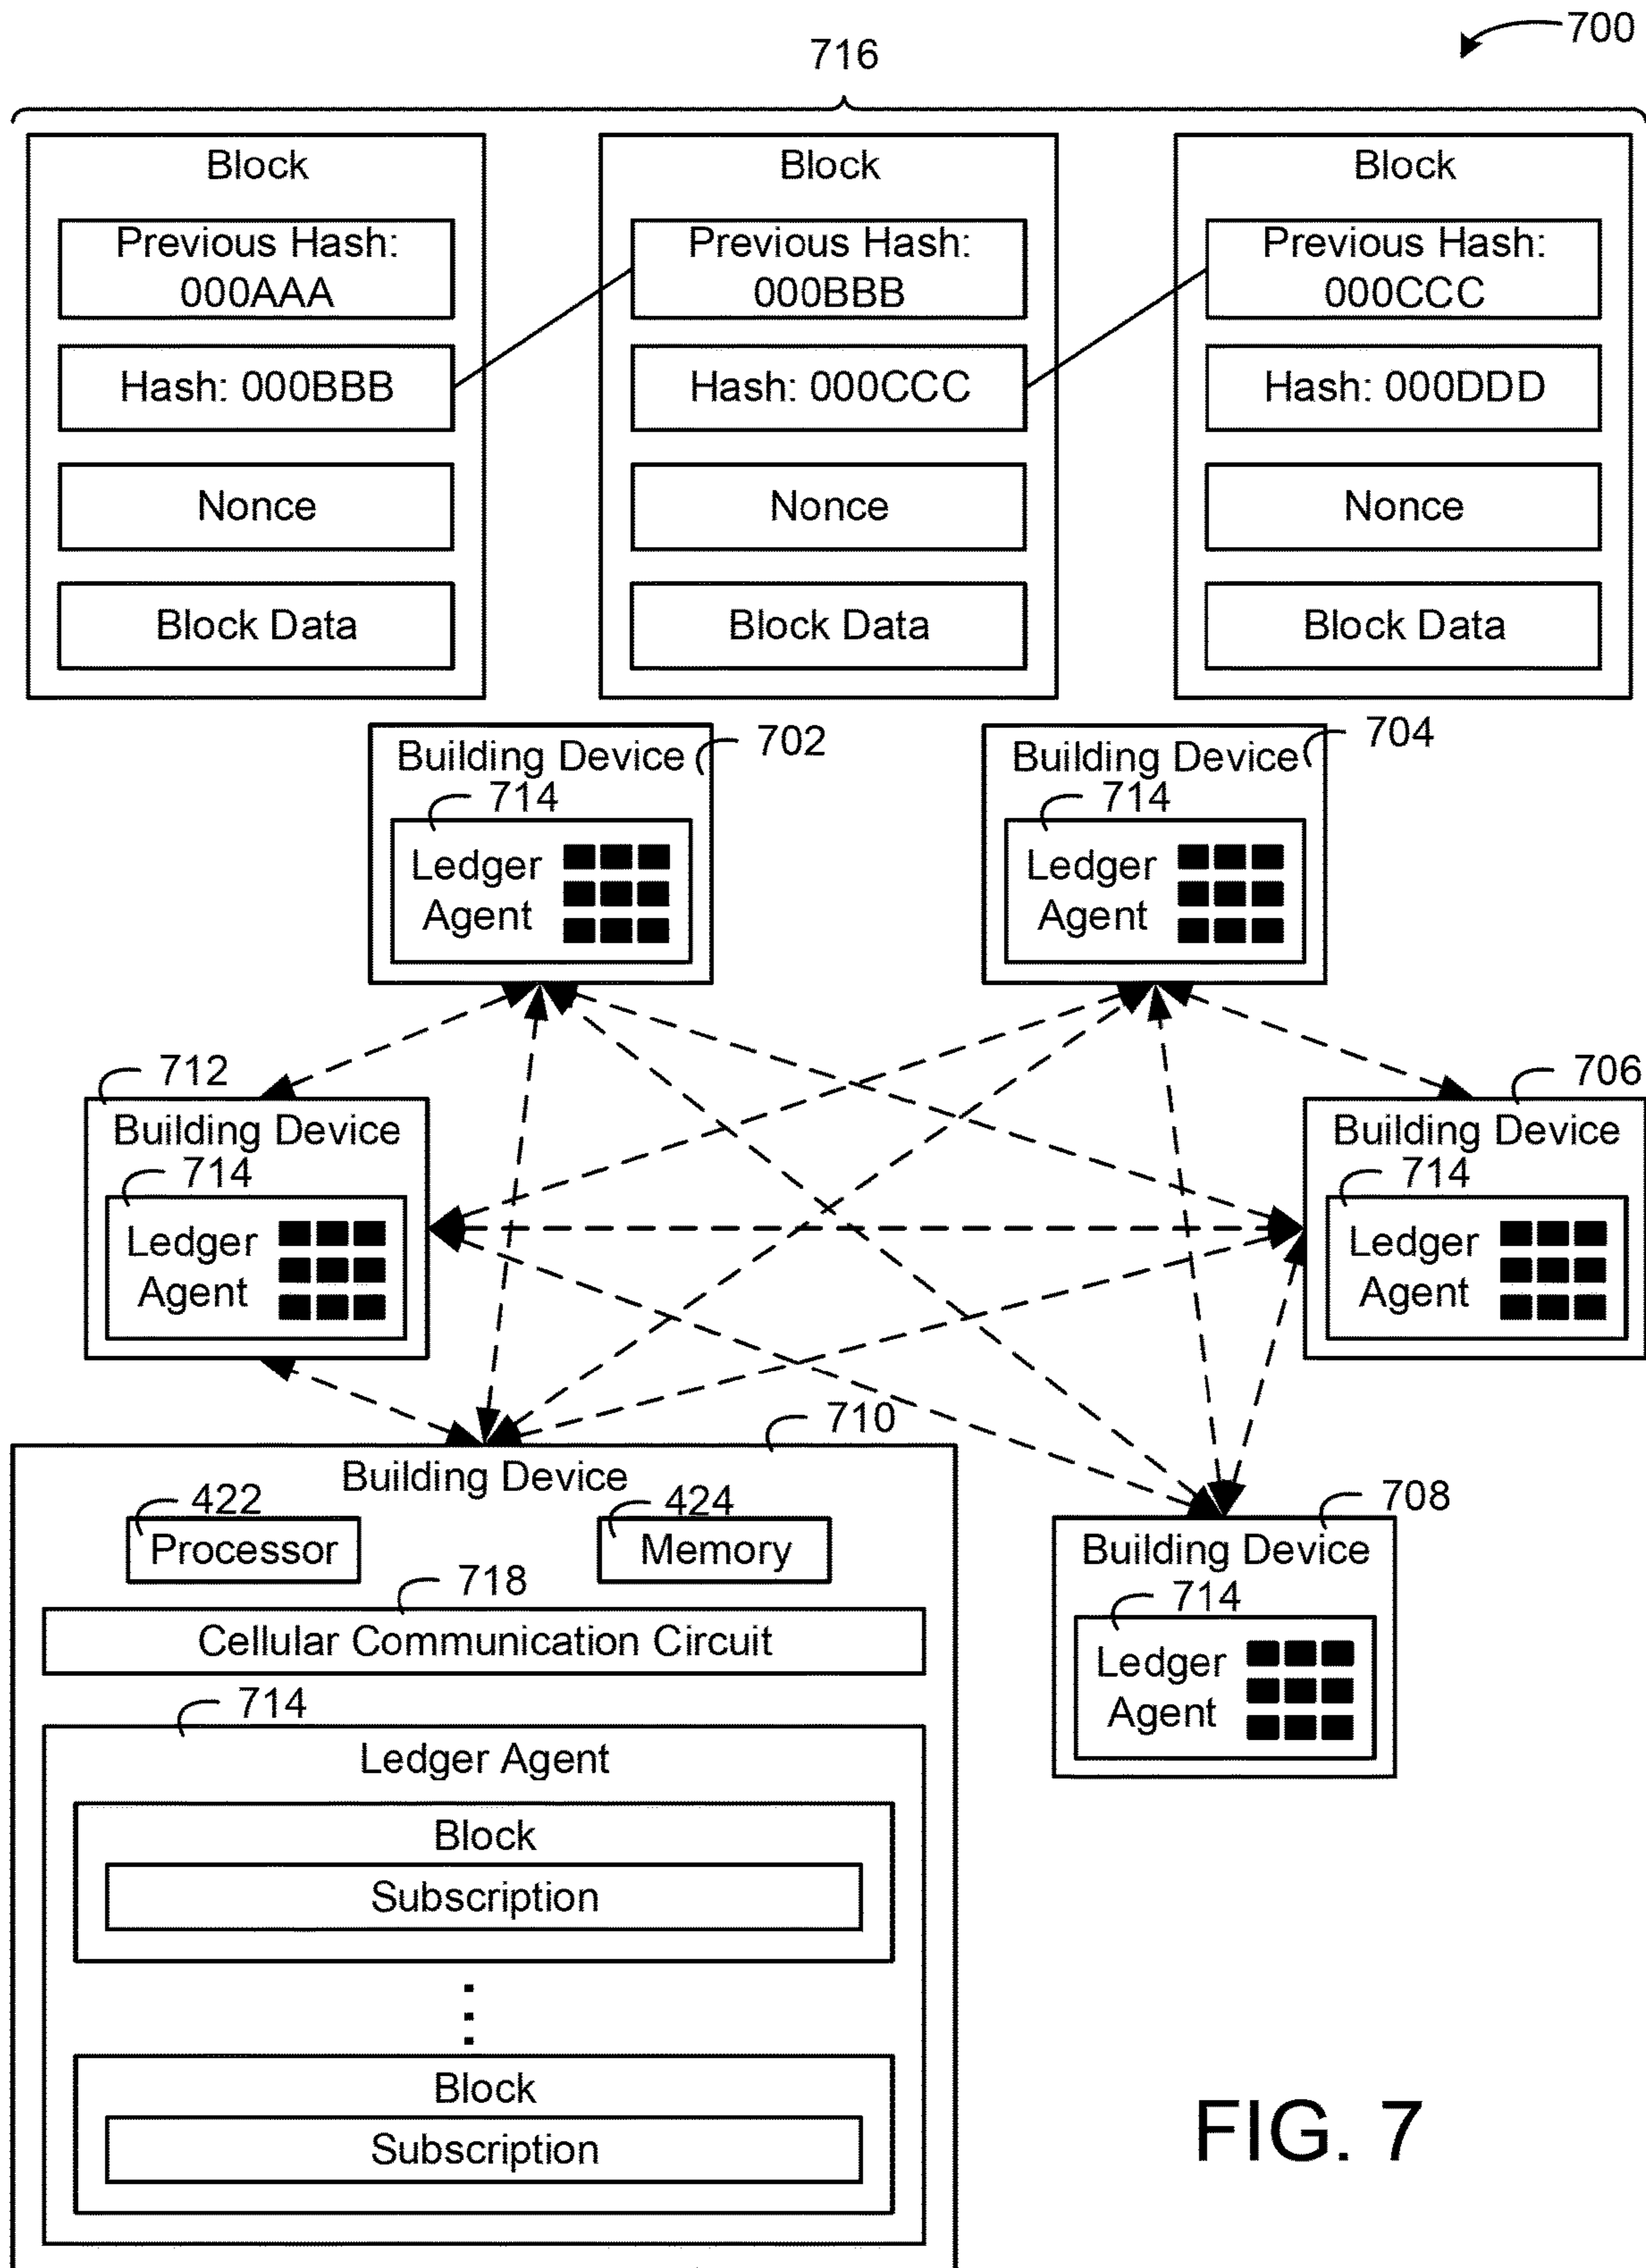 700
716
Block
Previous Hash:
000AAA
Hash: 000BBB
Nonce
Block Data
Block
Previous Hash:
000BBB
Hash: 000CCC
Nonce
Block Data
Block
Previous Hash:
000CCC
Hash: 000DDD
Nonce
Block Data
702
Building Device
714
Ledger
Agent
704
Building Device
714
Ledger
Agent
712
Building Device
714
Ledger
Agent
706
Building Device
714
Ledger
Agent
710
Building Device
422
Processor
424
Memory
718
Cellular Communication Circuit
714
Ledger Agent
Block
Subscription
Block
Subscription
708
Building Device
714
Ledger
Agent
FIG. 7